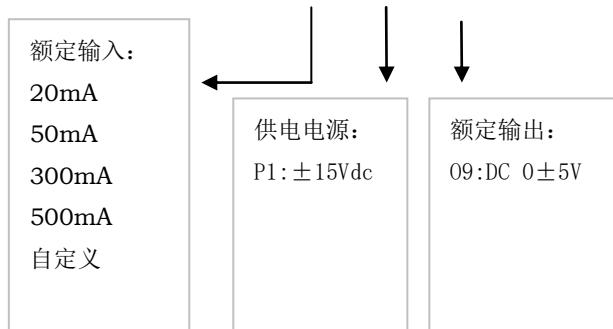 额定输入:
20mA
50mA
300mA
500mA
自定义
供电电源:
P1:±15Vdc
额定输出:
O9:DC 0±5V